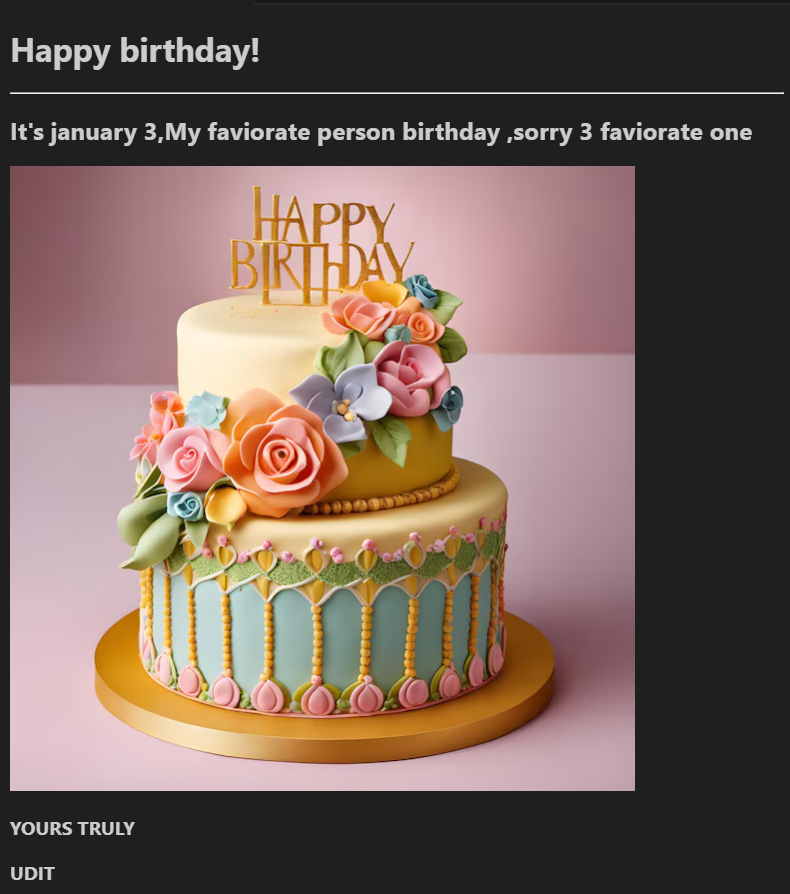 Happy birthday!
It's january 3,My faviorate person birthday ,sorry 3 faviorate one
HAPPY
BIRTHDAY
YOURS TRULY
UDIT